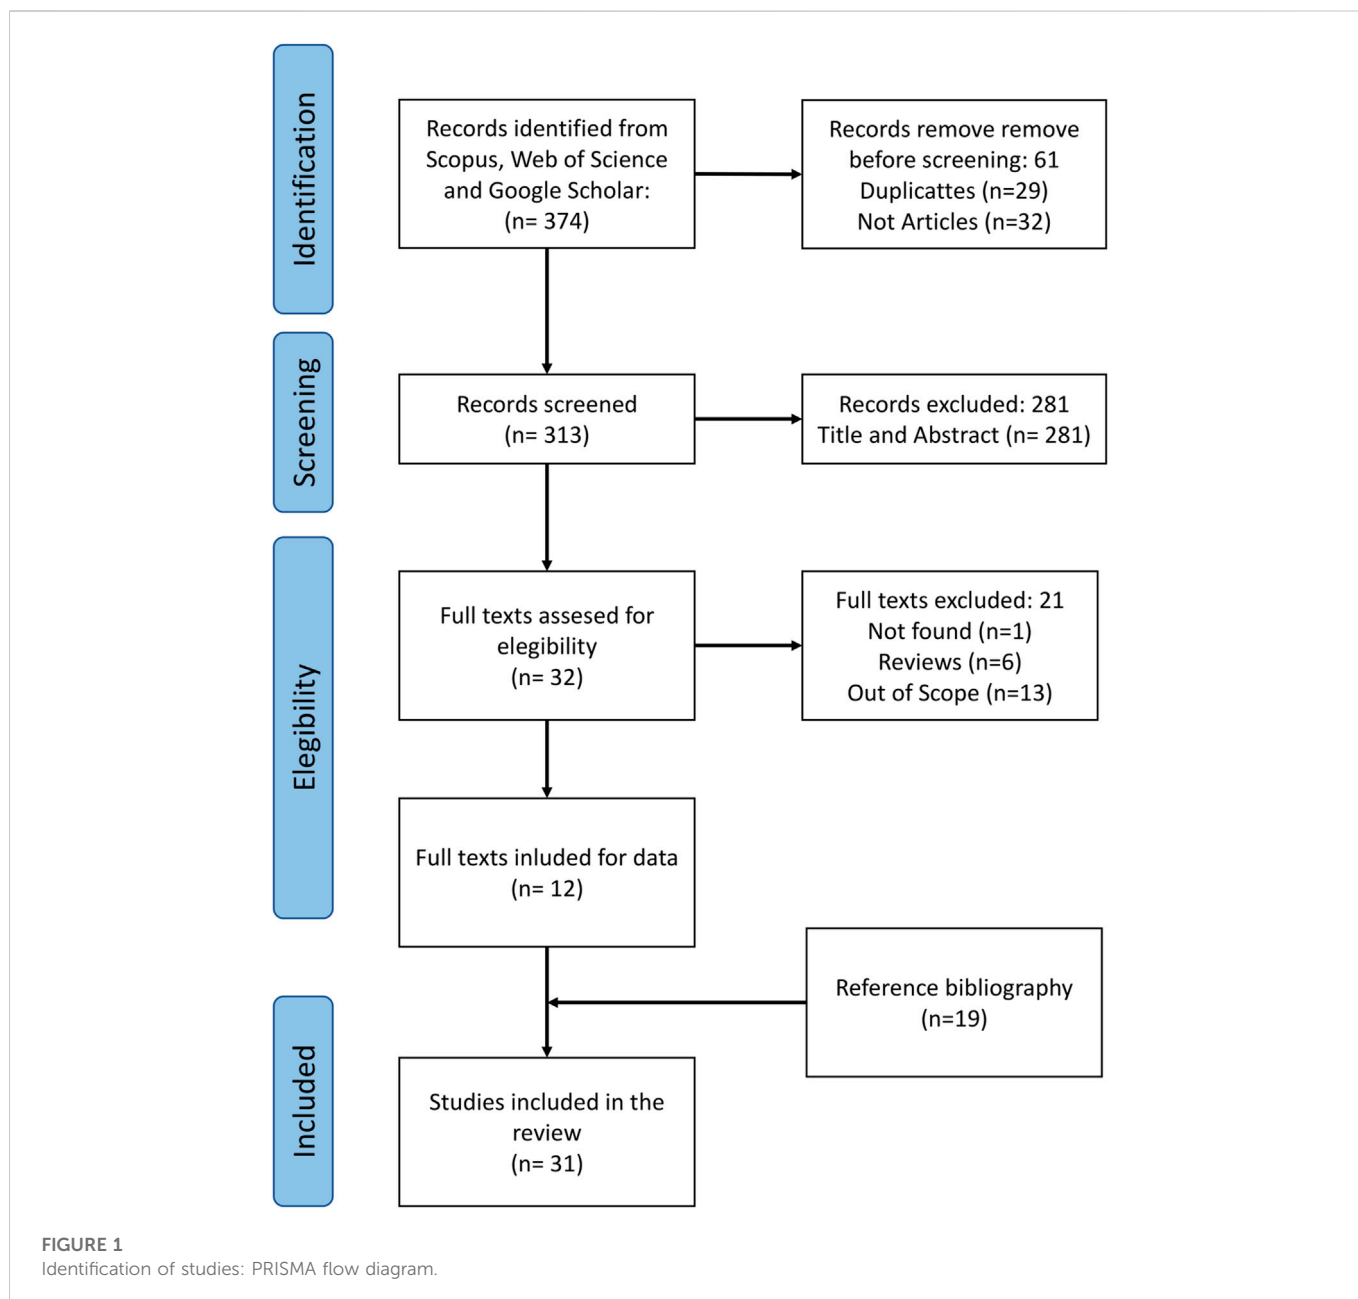 Identification
Records identified from
Scopus, Web of Science
and Google Scholar:
(n= 374)
Records remove remove
before screening: 61
Duplicattes (n=29)
Not Articles (n=32)
Screening
Records screened
(n= 313)
Records excluded: 281
Title and Abstract (n= 281)
Elegibility
Full texts assesed for
elegibility
(n= 32)
Full texts excluded: 21
Not found (n=1)
Reviews (n=6)
Out of Scope (n=13)
Full texts inluded for data
(n= 12)
Reference bibliography
(n=19)
Included
Studies included in the
review
(n= 31)
FIGURE 1
Identification of studies: PRISMA flow diagram.